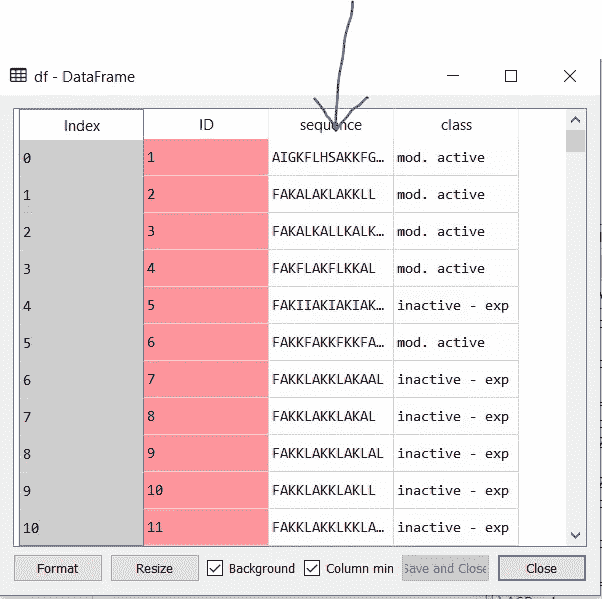 df - DataFrame
Index ID sequence class
0 1 AIGKFLHSAKKFG… mod. active
1 2 FAKALAKLAKKLL mod. active
2 3 FAKALKALLKALK… mod. active
3 4 FAKFLAKFLKKAL mod. active
4 5 FAKIIAKIAKIAK… inactive - exp
5 6 FAKKFAKKFKKFA… mod. active
6 7 FAKKLAKKLAKAAL inactive - exp
7 8 FAKKLAKKLAKAL inactive - exp
8 9 FAKKLAKKLAKLAL inactive - exp
9 10 FAKKLAKKLAKLL inactive - exp
10 11 FAKKLAKKLKKLA… inactive - exp
Format Resize Background Column min Save and Close Close